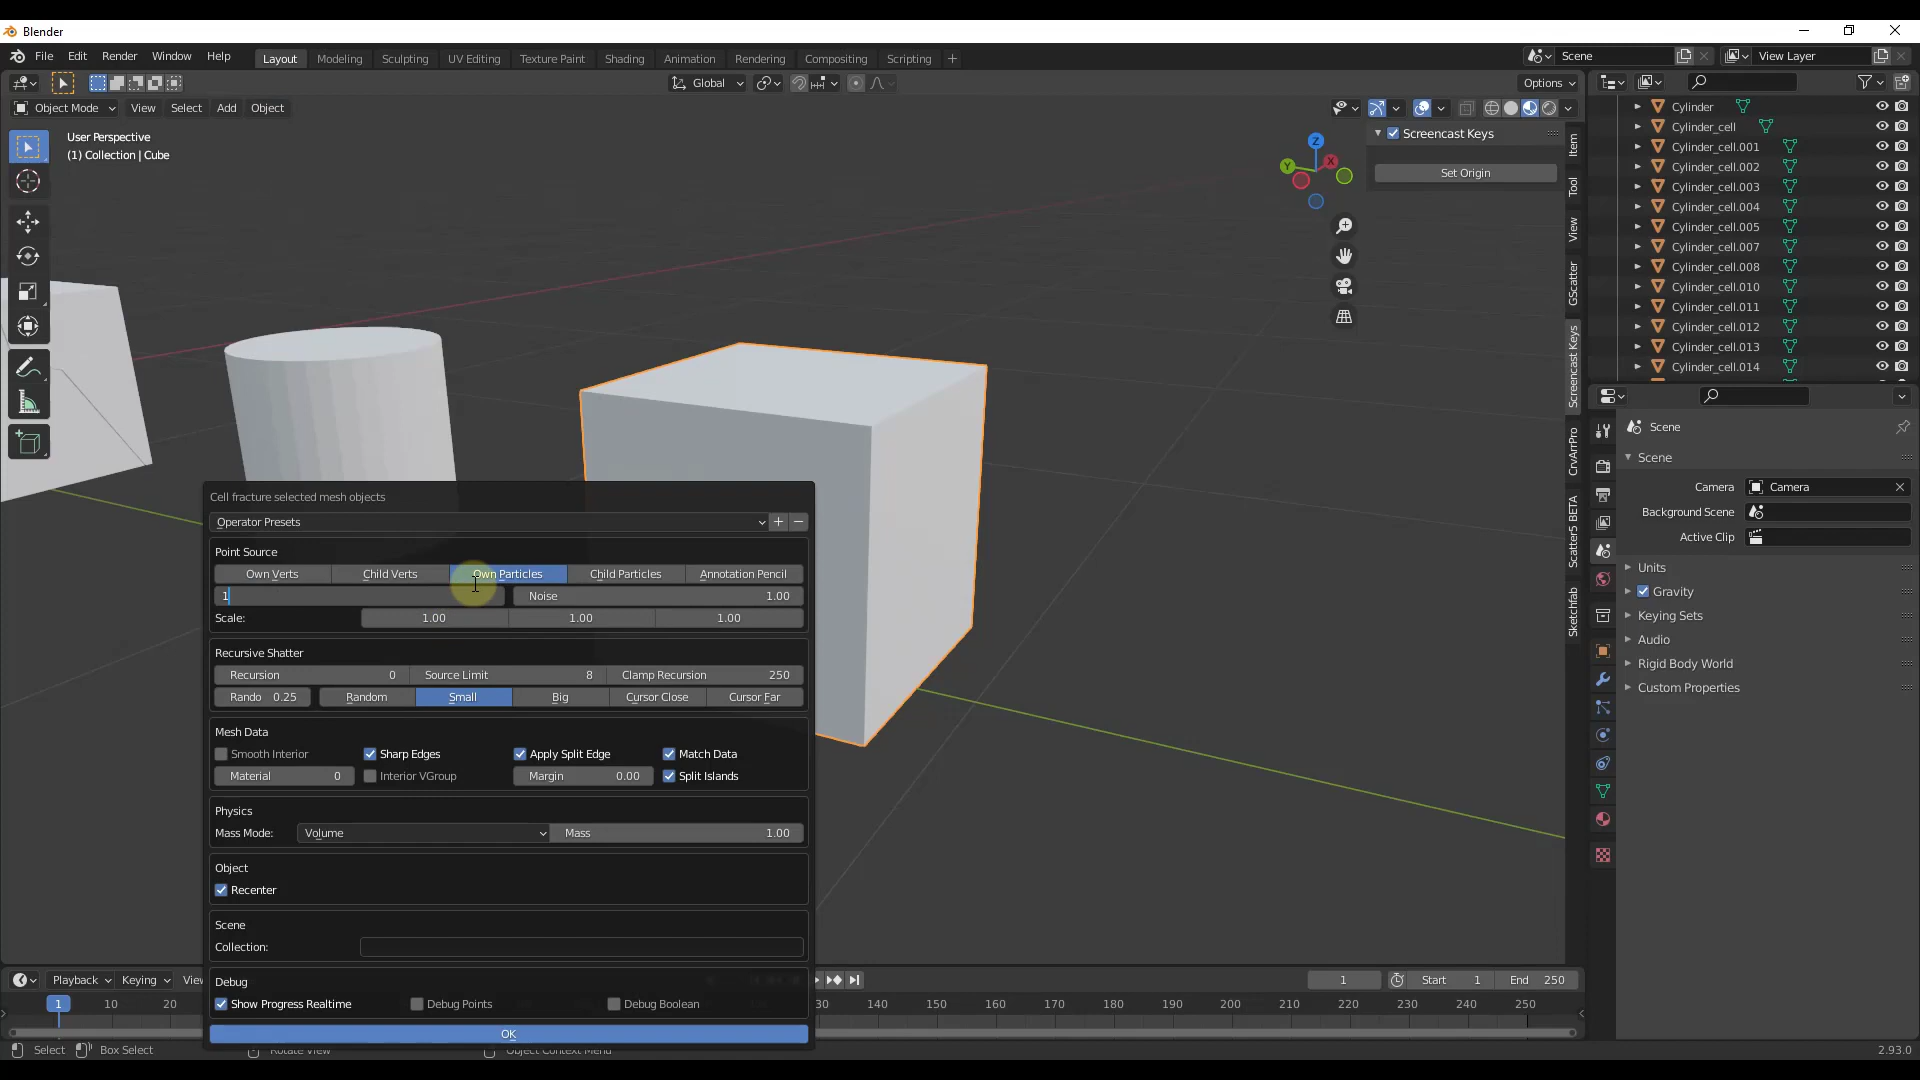 Blender
File Edit Render Window Help Layout Modeling Sculpting UV Editing Texture Paint Shading Animation Rendering Compositing Scripting + Scene View Layer
Global Options
Object Mode View Select Add Object
User Perspective
(1) Collection | Cube
Screencast Keys
Set Origin
Z
Y
X
Item
Tool
View
GScatter
Screencast Keys
CrvArrPro
Scatter5 BETA
Sketchfab
Cylinder
Cylinder_cell
Cylinder_cell.001
Cylinder_cell.002
Cylinder_cell.003
Cylinder_cell.004
Cylinder_cell.005
Cylinder_cell.007
Cylinder_cell.008
Cylinder_cell.010
Cylinder_cell.011
Cylinder_cell.012
Cylinder_cell.013
Cylinder_cell.014
Scene
Scene
Camera Camera
Background Scene
Active Clip
Units
Gravity
Keying Sets
Audio
Rigid Body World
Custom Properties
Cell fracture selected mesh objects
Operator Presets
Point Source
Own Verts Child Verts Own Particles Child Particles Annotation Pencil
1 Noise 1.00
Scale: 1.00 1.00 1.00
Recursive Shatter
Recursion 0 Source Limit 8 Clamp Recursion 250
Rando 0.25 Random Small Big Cursor Close Cursor Far
Mesh Data
Smooth Interior Sharp Edges Apply Split Edge Match Data
Material 0 Interior VGroup Margin 0.00 Split Islands
Physics
Mass Mode: Volume Mass 1.00
Object
Recenter
Scene
Collection:
Debug
Show Progress Realtime Debug Points Debug Boolean
OK
Playback Keying 1 Start 1 End 250
1 10 20 30 140 150 160 170 180 190 200 210 220 230 240 250
Select Box Select Rotate View Object Context Menu 2.93.0